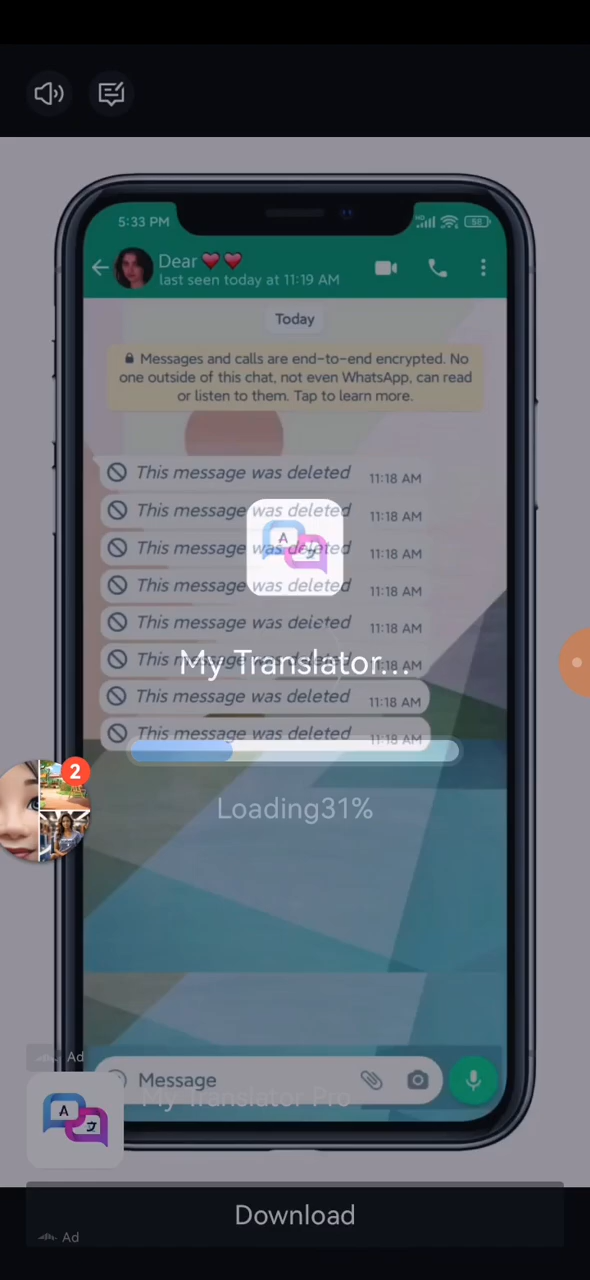 5:33 PM
HD
58
Dear ❤️❤️
last seen today at 11:19 AM
Today
Messages and calls are end-to-end encrypted. No
one outside of this chat, not even WhatsApp, can read
or listen to them. Tap to learn more.
This message was deleted 11:18 AM
This message was deleted 11:18 AM
A
This message was deleted 11:18 AM
This message was deleted 11:18 AM
This message was deleted 11:18 AM
This message was deleted 11:18 AM
My Translator...
This message was deleted 11:18 AM
This message was deleted 11:18 AM
2
Loading31%
Ad
Message
My Translator Pro
A
Download
Ad